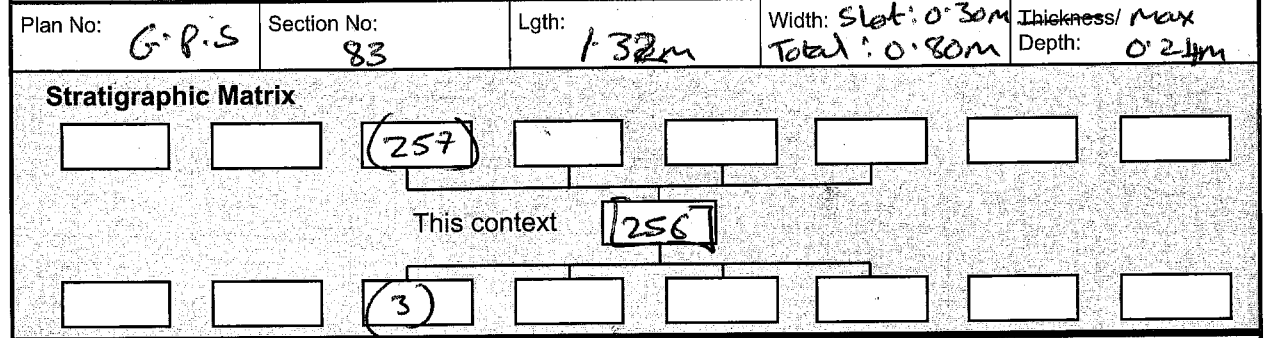 Plan No: G.P.S Section No: 83 Lgth: 1.32m Width: Slot: 0.30m Thickness/ Max
Total: 0.80m Depth: 0.24m
Stratigraphic Matrix
(257)
This context [256]
(3)